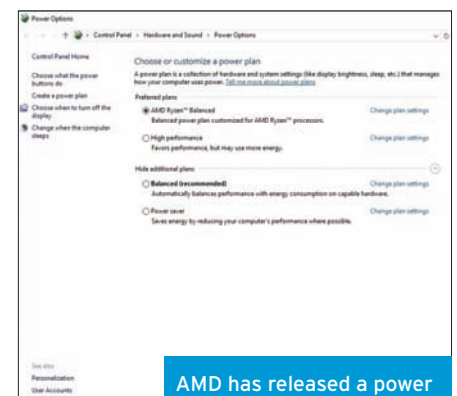 Power Options
Control Panel › Hardware and Sound › Power Options
Control Panel Home
Choose what the power
buttons do
Create a power plan
Choose when to turn off the
display
Change when the computer
sleeps
Choose or customize a power plan
A power plan is a collection of hardware and system settings (like display brightness, sleep, etc.) that manages
how your computer uses power. Tell me more about power plans
Preferred plans
AMD Ryzen™ Balanced Change plan settings
Balanced power plan customized for AMD Ryzen™ processors.
High performance Change plan settings
Favors performance, but may use more energy.
Hide additional plans
Balanced (recommended) Change plan settings
Automatically balances performance with energy consumption on capable hardware.
Power saver Change plan settings
Saves energy by reducing your computer's performance where possible.
See also
Personalization
User Accounts
AMD has released a power